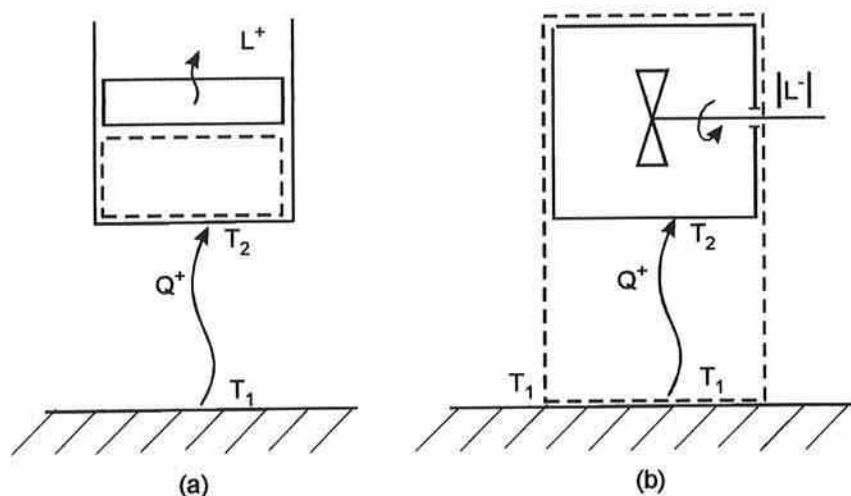 L⁺
T₂
Q⁺
T₁
(a)
|L⁻|
T₂
Q⁺
T₁
T₁
(b)